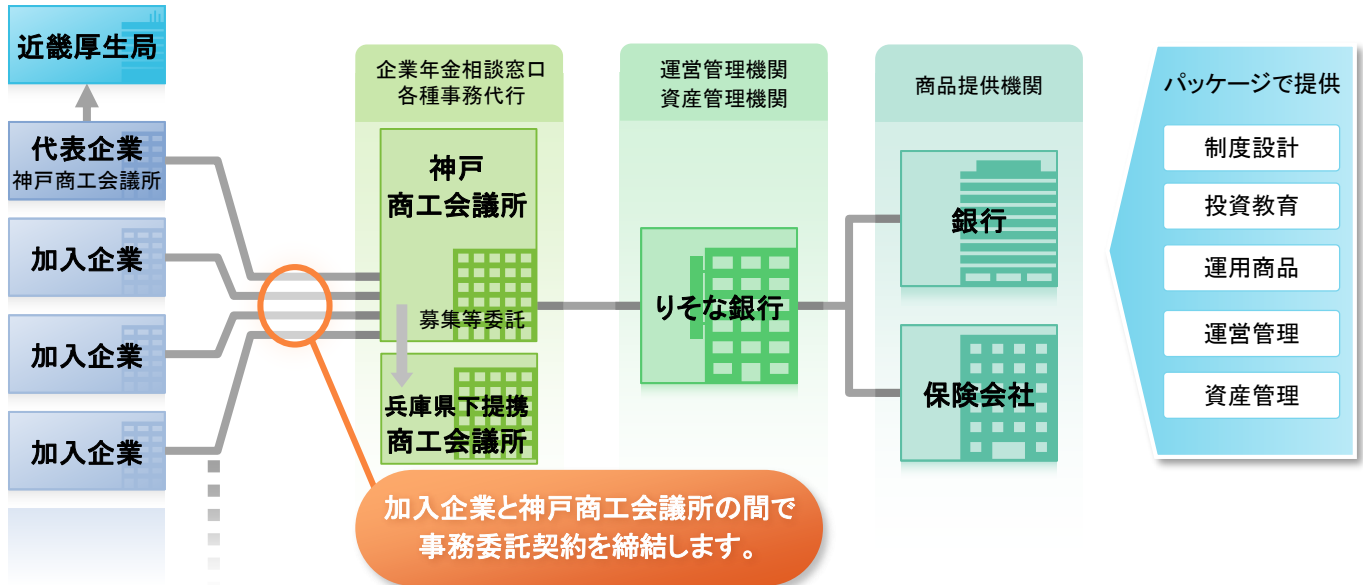 近畿厚生局
代表企業
神戸商工会議所
加入企業
加入企業
加入企業
企業年金相談窓口
各種事務代行
神戸
商工会議所
募集等委託
兵庫県下提携
商工会議所
加入企業と神戸商工会議所の間で
事務委託契約を締結します。
運営管理機関
資産管理機関
りそな銀行
商品提供機関
銀行
保険会社
パッケージで提供
制度設計
投資教育
運用商品
運営管理
資産管理